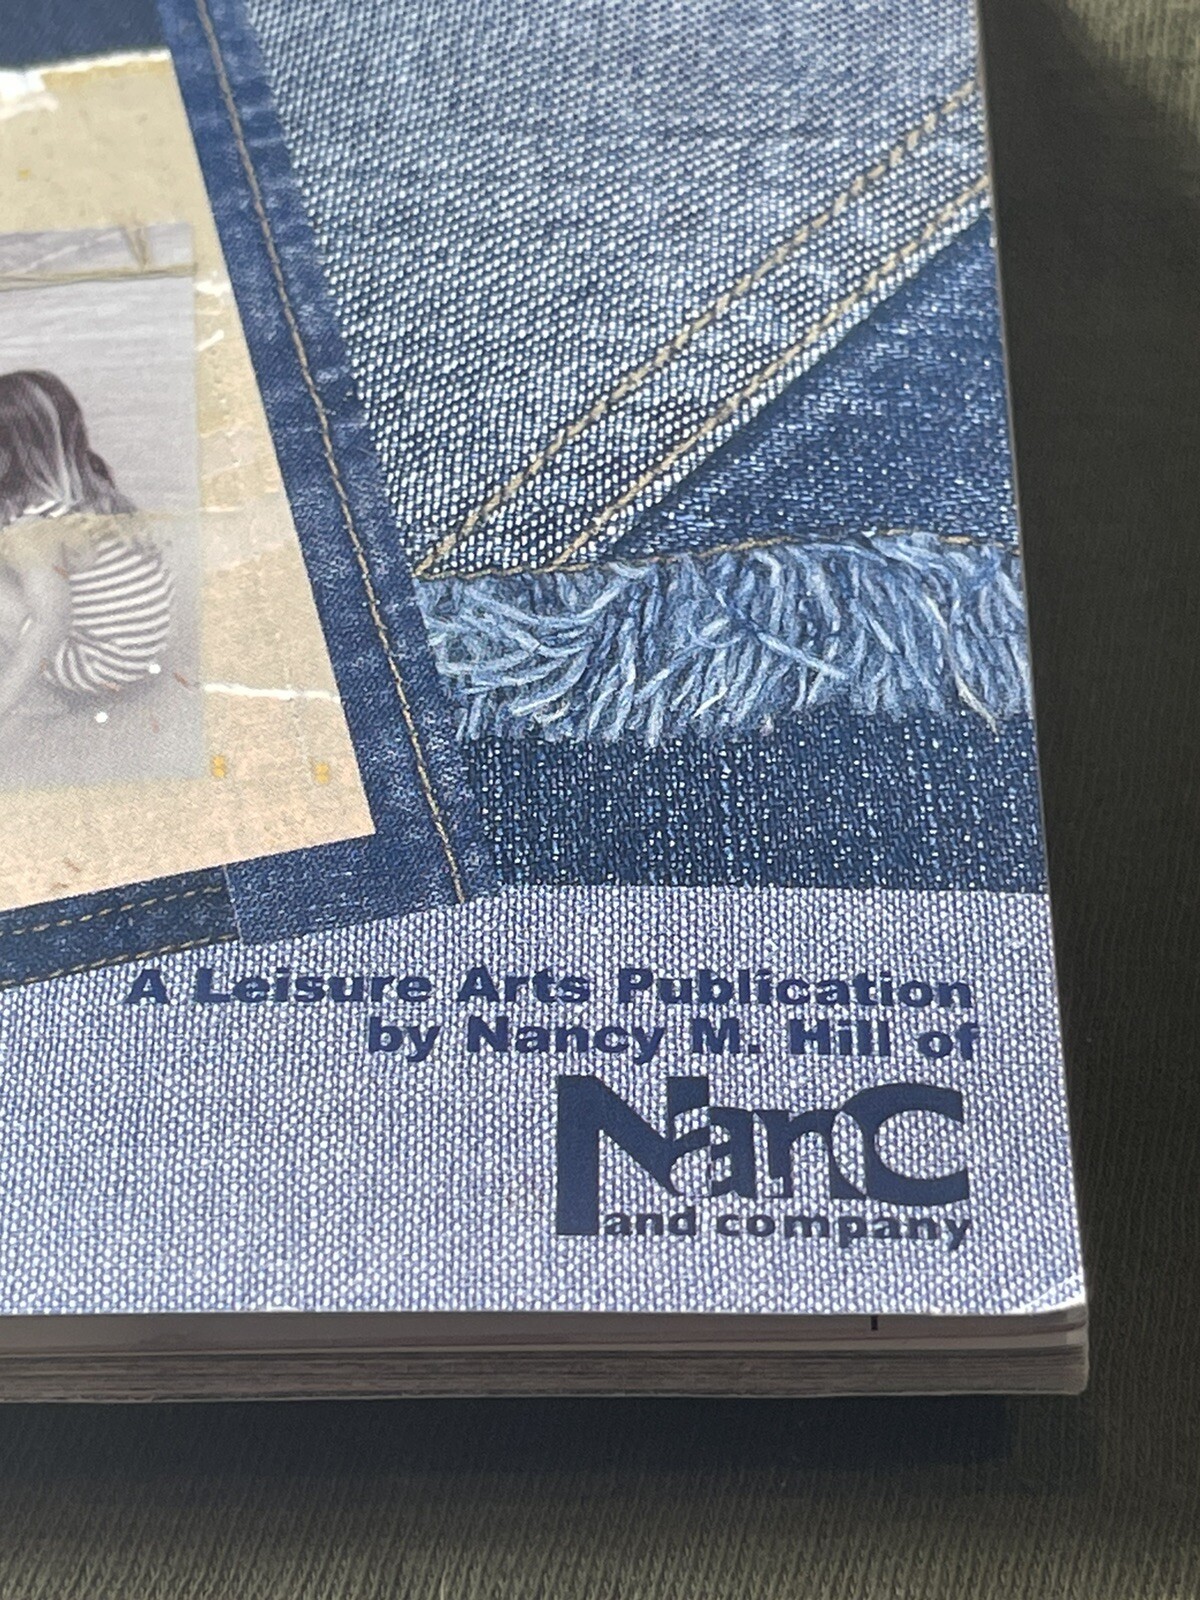 A Leisure Arts Publication
by Nancy M. Hill of
NanC
and company